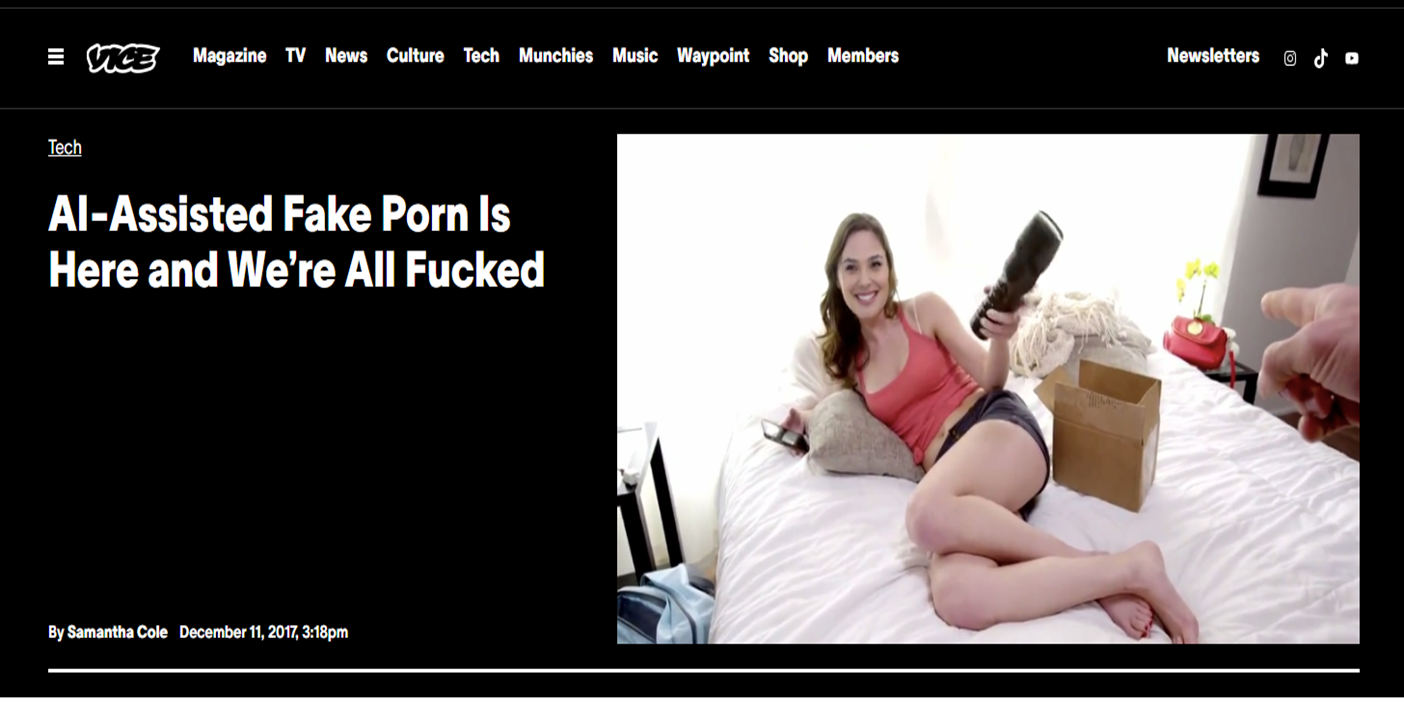 VICE Magazine TV News Culture Tech Munchies Music Waypoint Shop Members Newsletters
Tech
AI-Assisted Fake Porn Is
Here and We’re All Fucked
By Samantha Cole December 11, 2017, 3:18pm